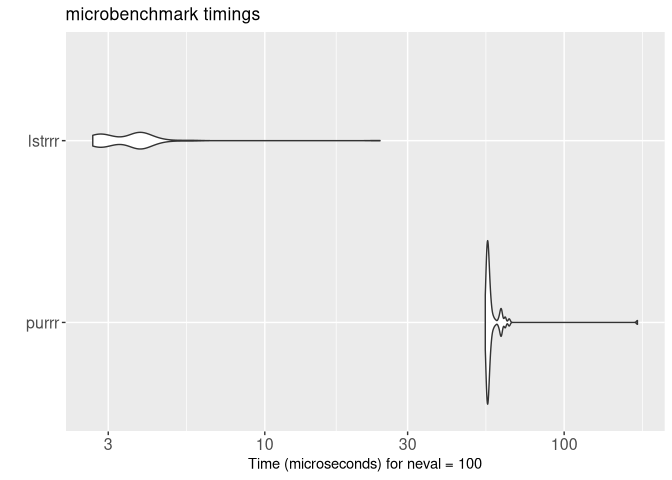 microbenchmark timings
lstrrr
purrr
3 10 30 100
Time (microseconds) for neval = 100